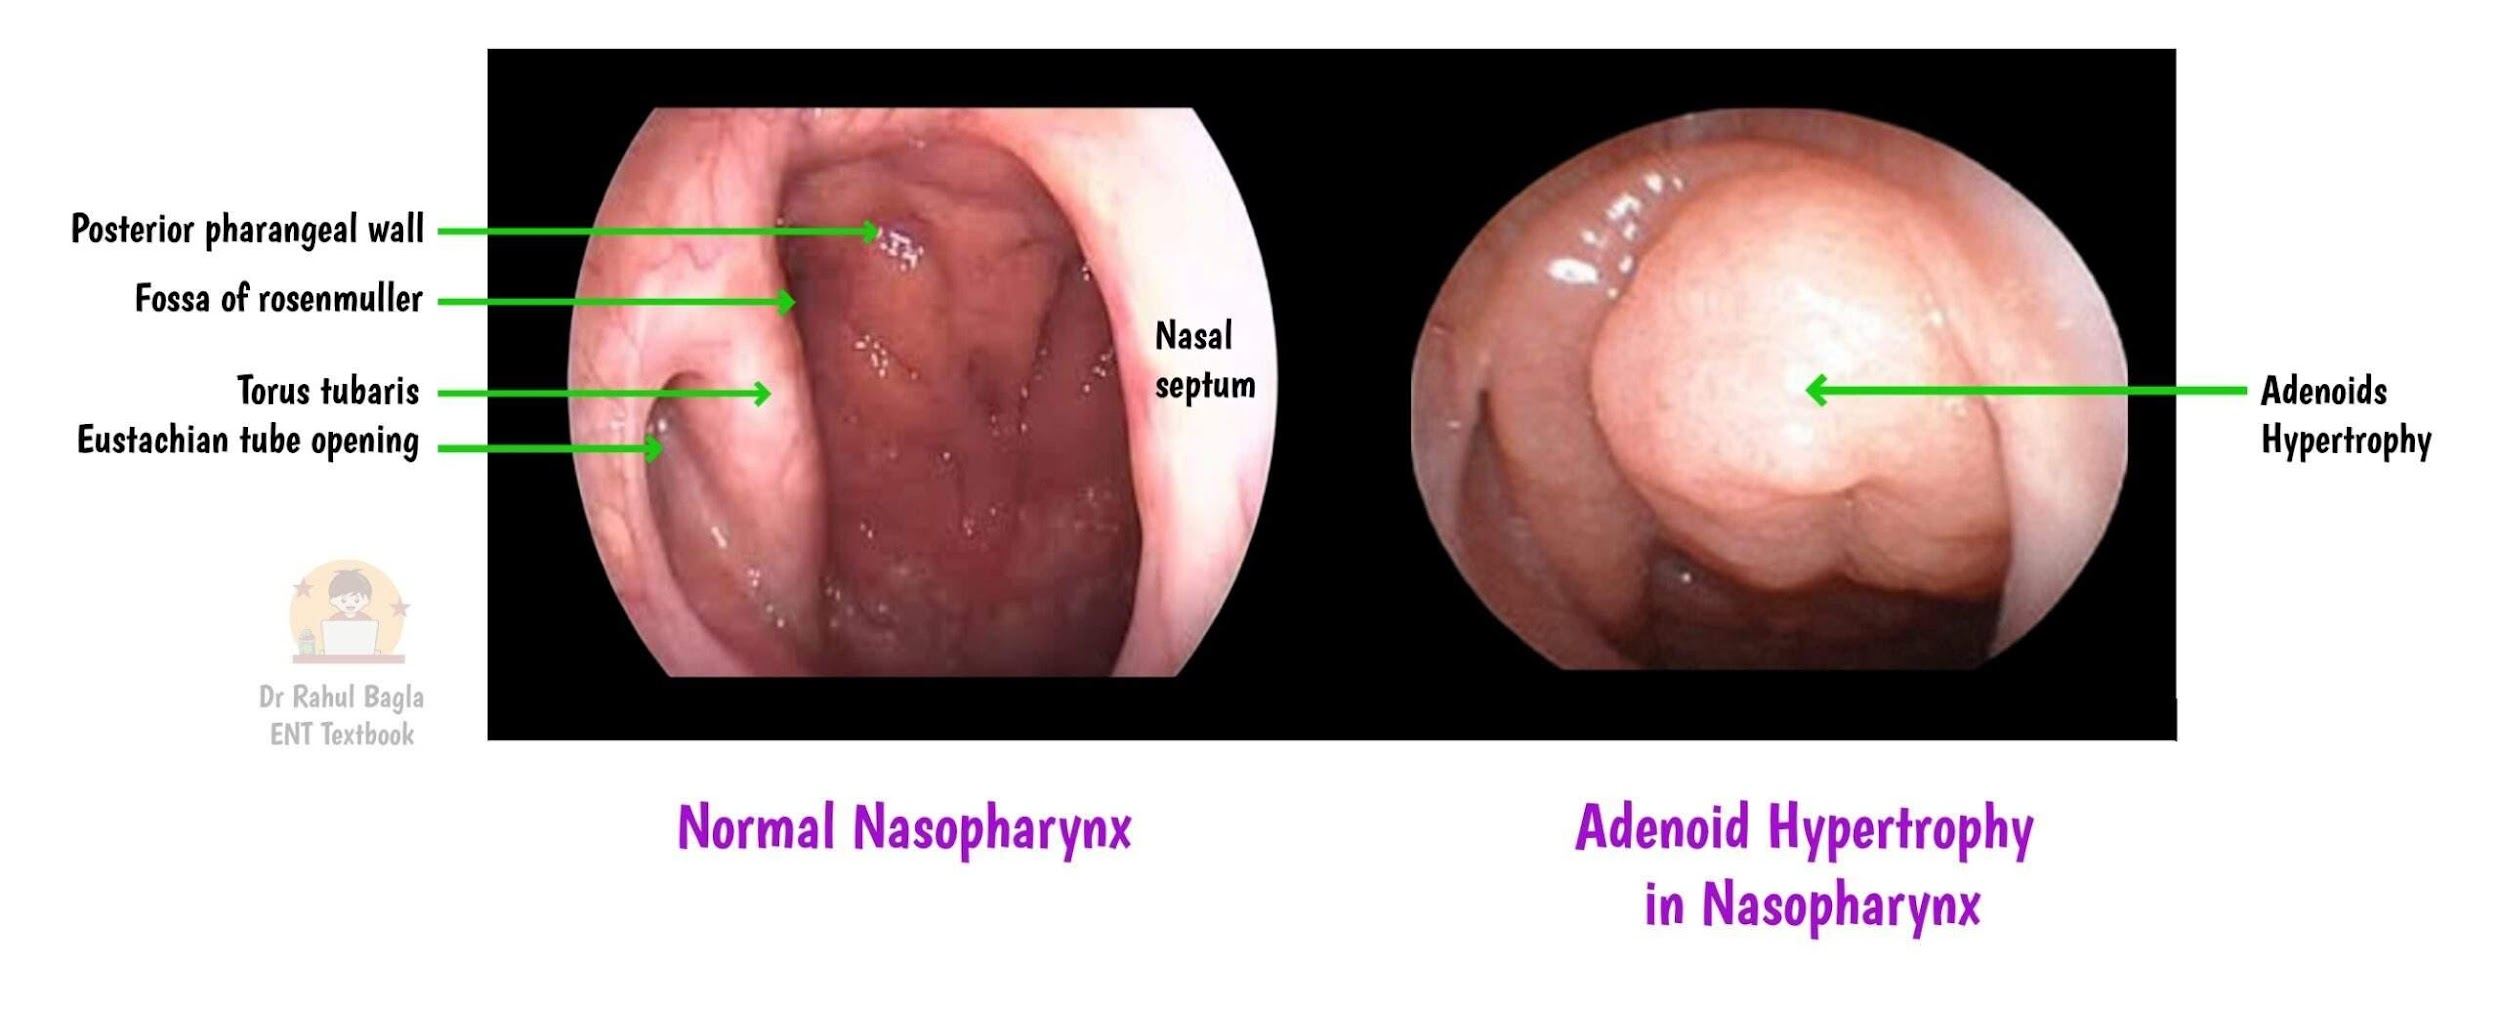 Posterior pharangeal wall
Fossa of rosenmuller
Torus tubaris
Eustachian tube opening
Nasal
septum
Adenoids
Hypertrophy
Dr Rahul Bagla
ENT Textbook
Normal Nasopharynx
Adenoid Hypertrophy
in Nasopharynx